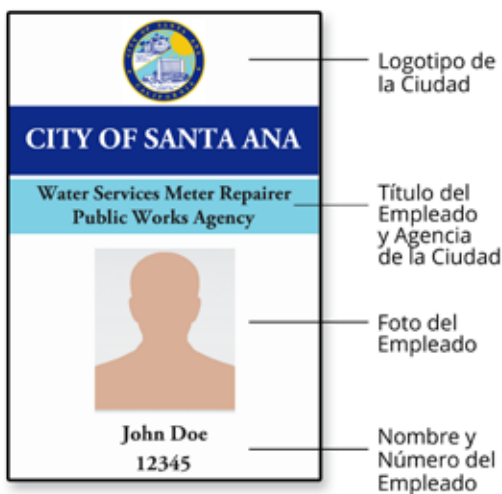 CITY OF SANTA ANA
Water Services Meter Repairer
Public Works Agency
John Doe
12345
Logotipo de
la Ciudad
Título del
Empleado
y Agencia
de la Ciudad
Foto del
Empleado
Nombre y
Número del
Empleado